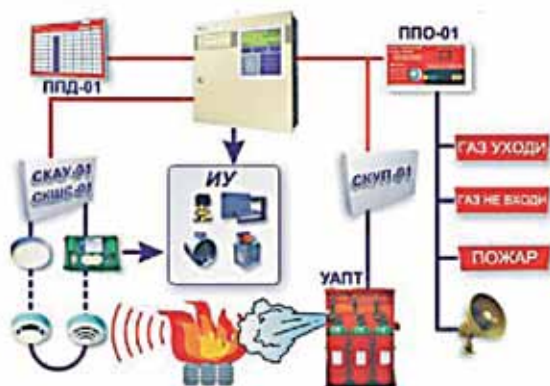 ППО-01
ППД-01
ГАЗ УХОДИ
СКАУ-01
СКШС-01
ИУ
СКУП-01
ГАЗ НЕ ВХОДИ
ПОЖАР
УАПТ